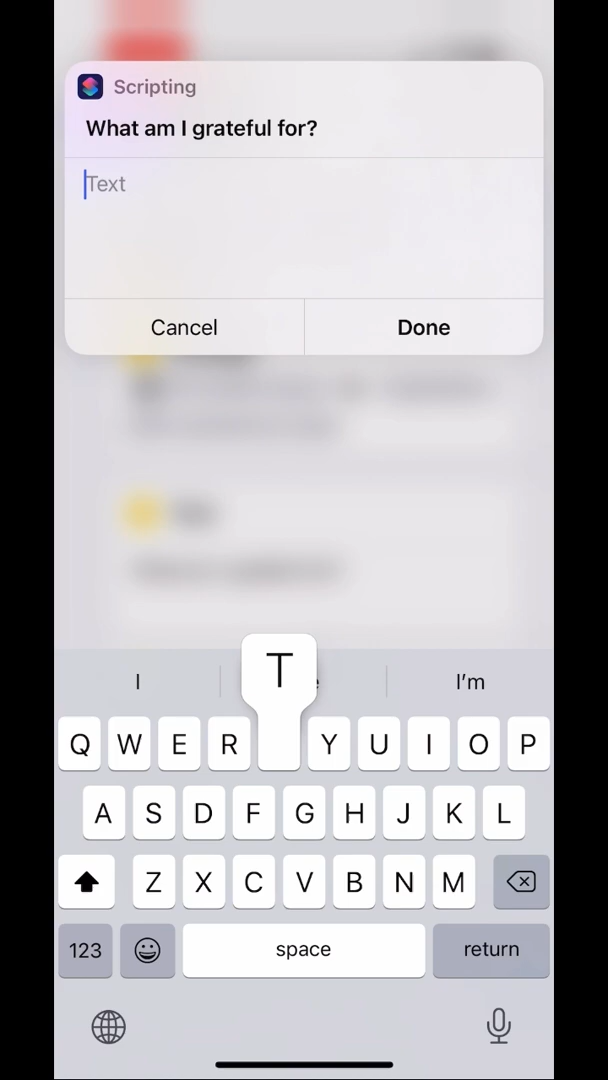 Scripting
What am I grateful for?
Text
Cancel Done
I I'm
T
Q W E R Y U I O P
A S D F G H J K L
Z X C V B N M
123 space return